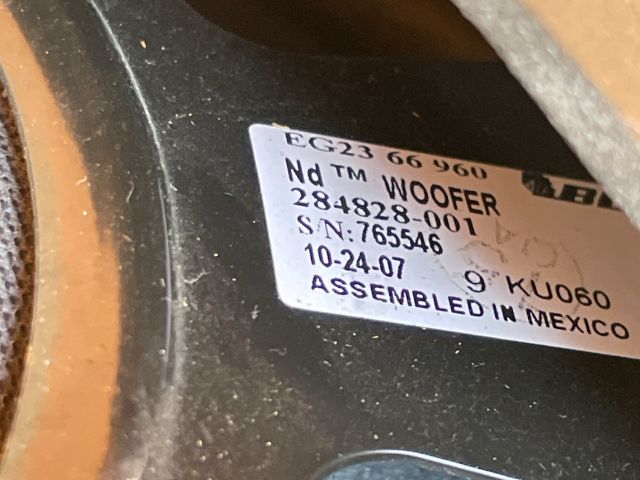 EG23 66 960
Nd™ WOOFER
284828-001
S/N:765546
10-24-07 9 KU060
ASSEMBLED IN MEXICO